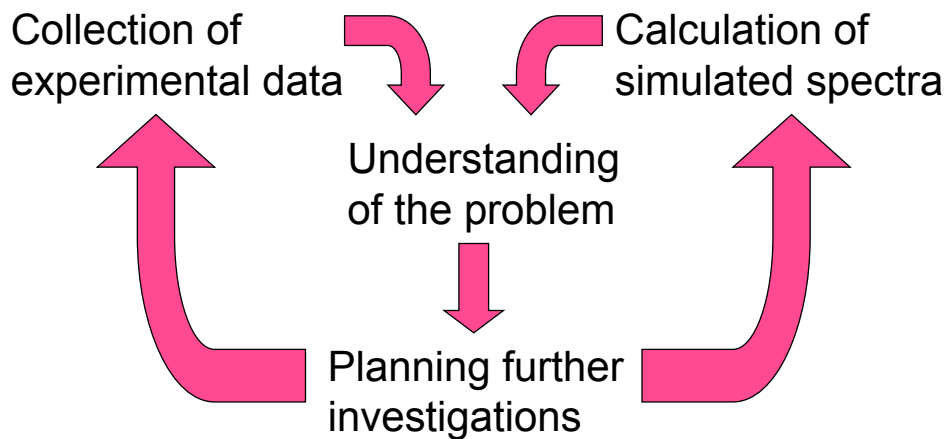 Collection of
experimental data
Calculation of
simulated spectra
Understanding
of the problem
Planning further
investigations